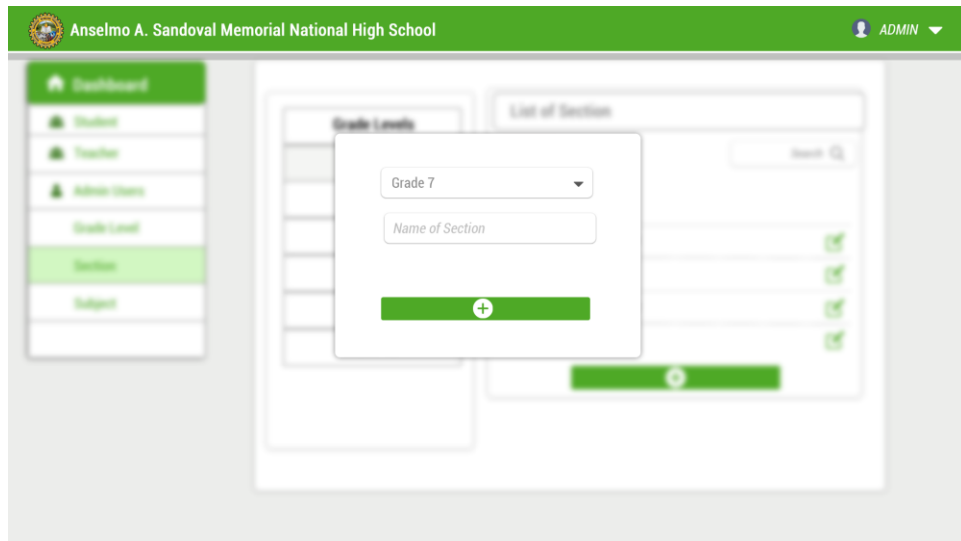 Anselmo A. Sandoval Memorial National High School
ADMIN
Dashboard
Student
Teacher
Admin Users
Grade Level
Section
Subject
Grade Levels
List of Section
Search
Grade 7
Name of Section